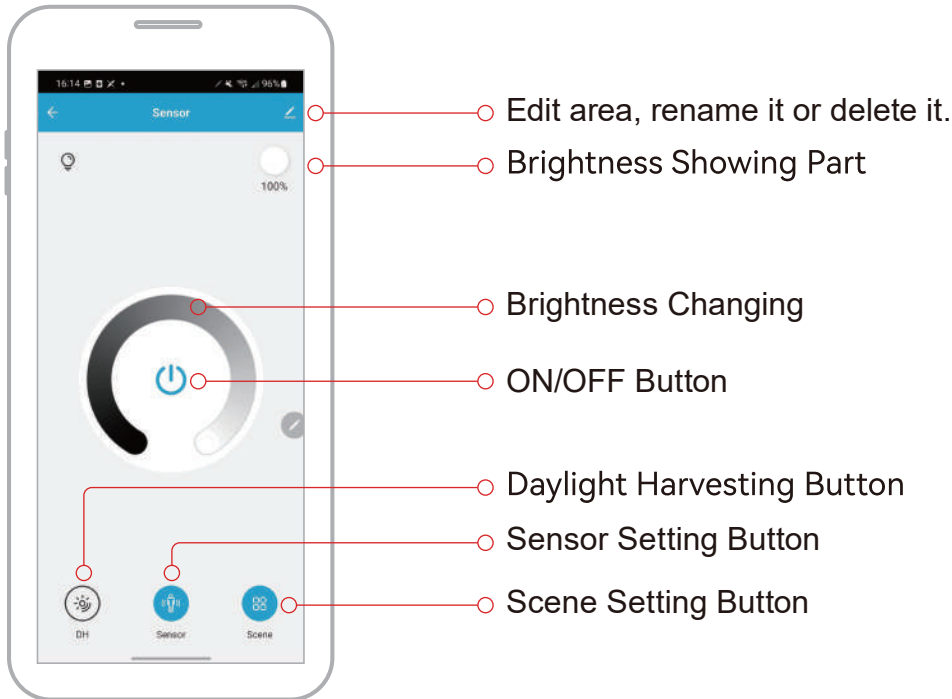 16:14
96%
Sensor
Edit area, rename it or delete it.
Brightness Showing Part
100%
Brightness Changing
ON/OFF Button
Daylight Harvesting Button
Sensor Setting Button
Scene Setting Button
DH
Sensor
Scene